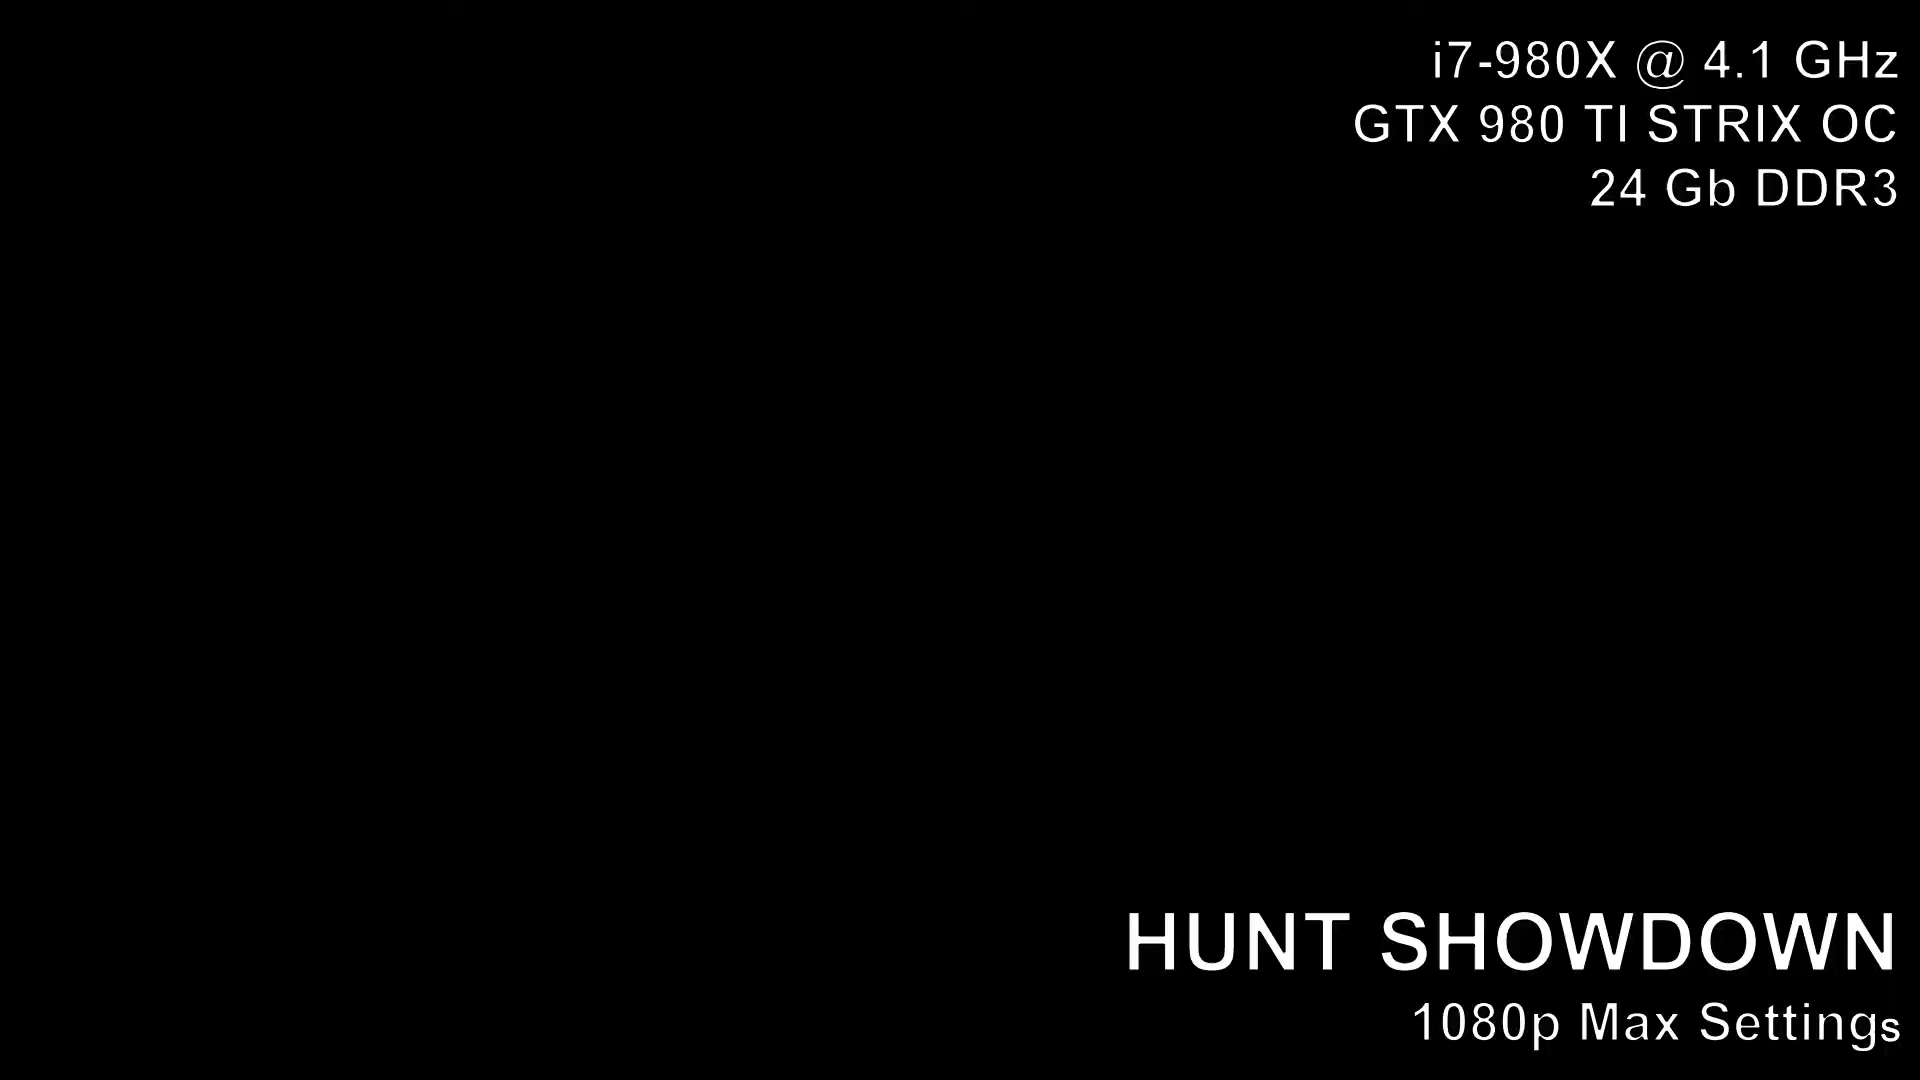 i7-980X @ 4.1 GHz
GTX 980 TI STRIX OC
24 Gb DDR3
HUNT SHOWDOWN
1080p Max Settings